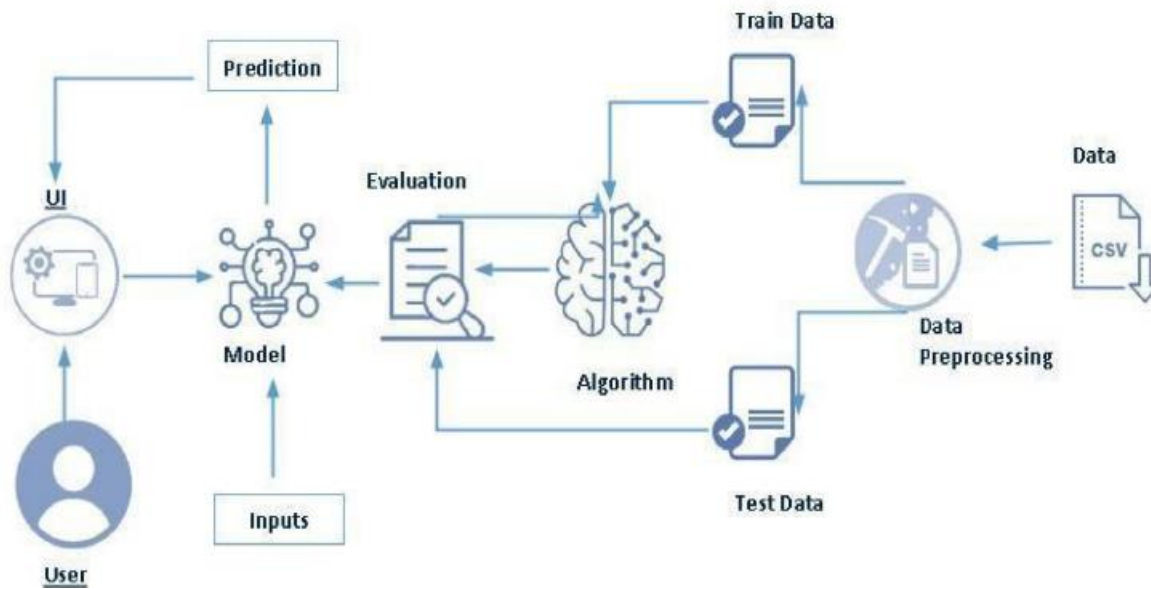 Train Data
Prediction
Data
Evaluation
UI
CSV
Model
Data
Preprocessing
Algorithm
Inputs
Test Data
User